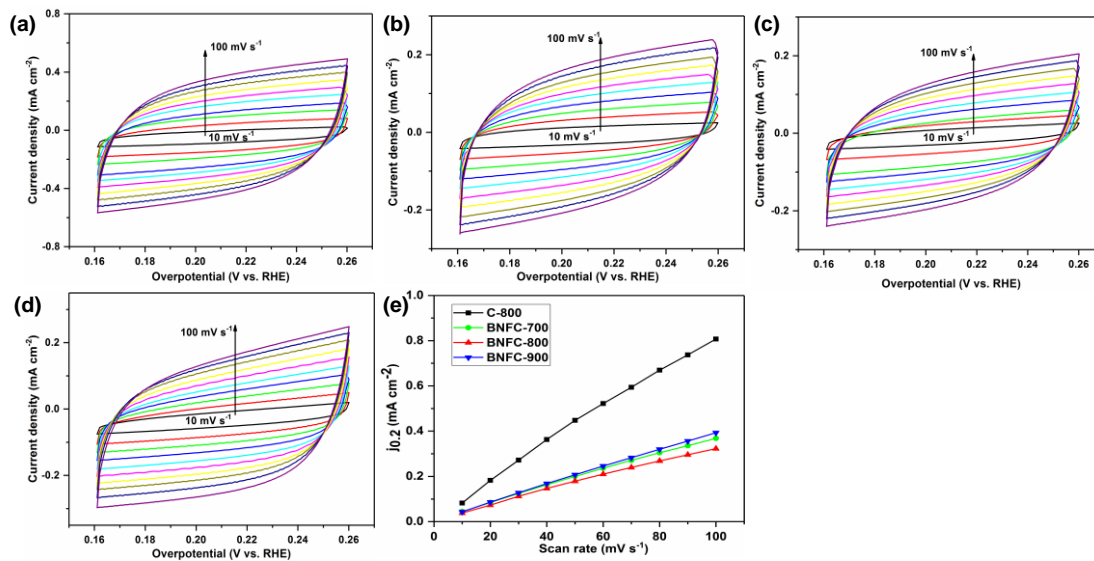 (a)
Current density (mA cm⁻²)
0.8
0.4
0.0
-0.4
-0.8
100 mV s⁻¹
10 mV s⁻¹
0.16 0.18 0.20 0.22 0.24 0.26
Overpotential (V vs. RHE)
(b)
Current density (mA cm⁻²)
0.2
0.0
-0.2
100 mV s⁻¹
10 mV s⁻¹
0.16 0.18 0.20 0.22 0.24 0.26
Overpotential (V vs. RHE)
(c)
Current density (mA cm⁻²)
0.2
0.0
-0.2
100 mV s⁻¹
10 mV s⁻¹
0.16 0.18 0.20 0.22 0.24 0.26
Overpotential (V vs. RHE)
(d)
Current density (mA cm⁻²)
0.2
0.0
-0.2
100 mV s⁻¹
10 mV s⁻¹
0.16 0.18 0.20 0.22 0.24 0.26
Overpotential (V vs. RHE)
(e)
j0.2 (mA cm⁻²)
1.0
0.8
0.6
0.4
0.2
0.0
C-800
BNFC-700
BNFC-800
BNFC-900
20 40 60 80 100
Scan rate (mV s⁻¹)